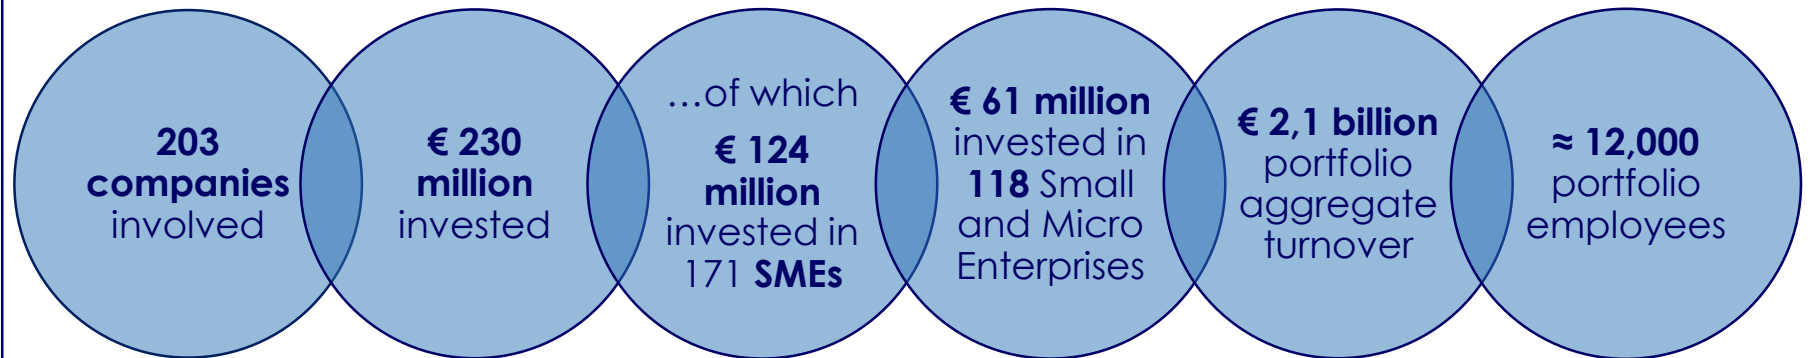 203
companies
involved
€ 230
million
invested
…of which
€ 124
million
invested in
171 SMEs
€ 61 million
invested in
118 Small
and Micro
Enterprises
€ 2,1 billion
portfolio
aggregate
turnover
≈ 12,000
portfolio
employees